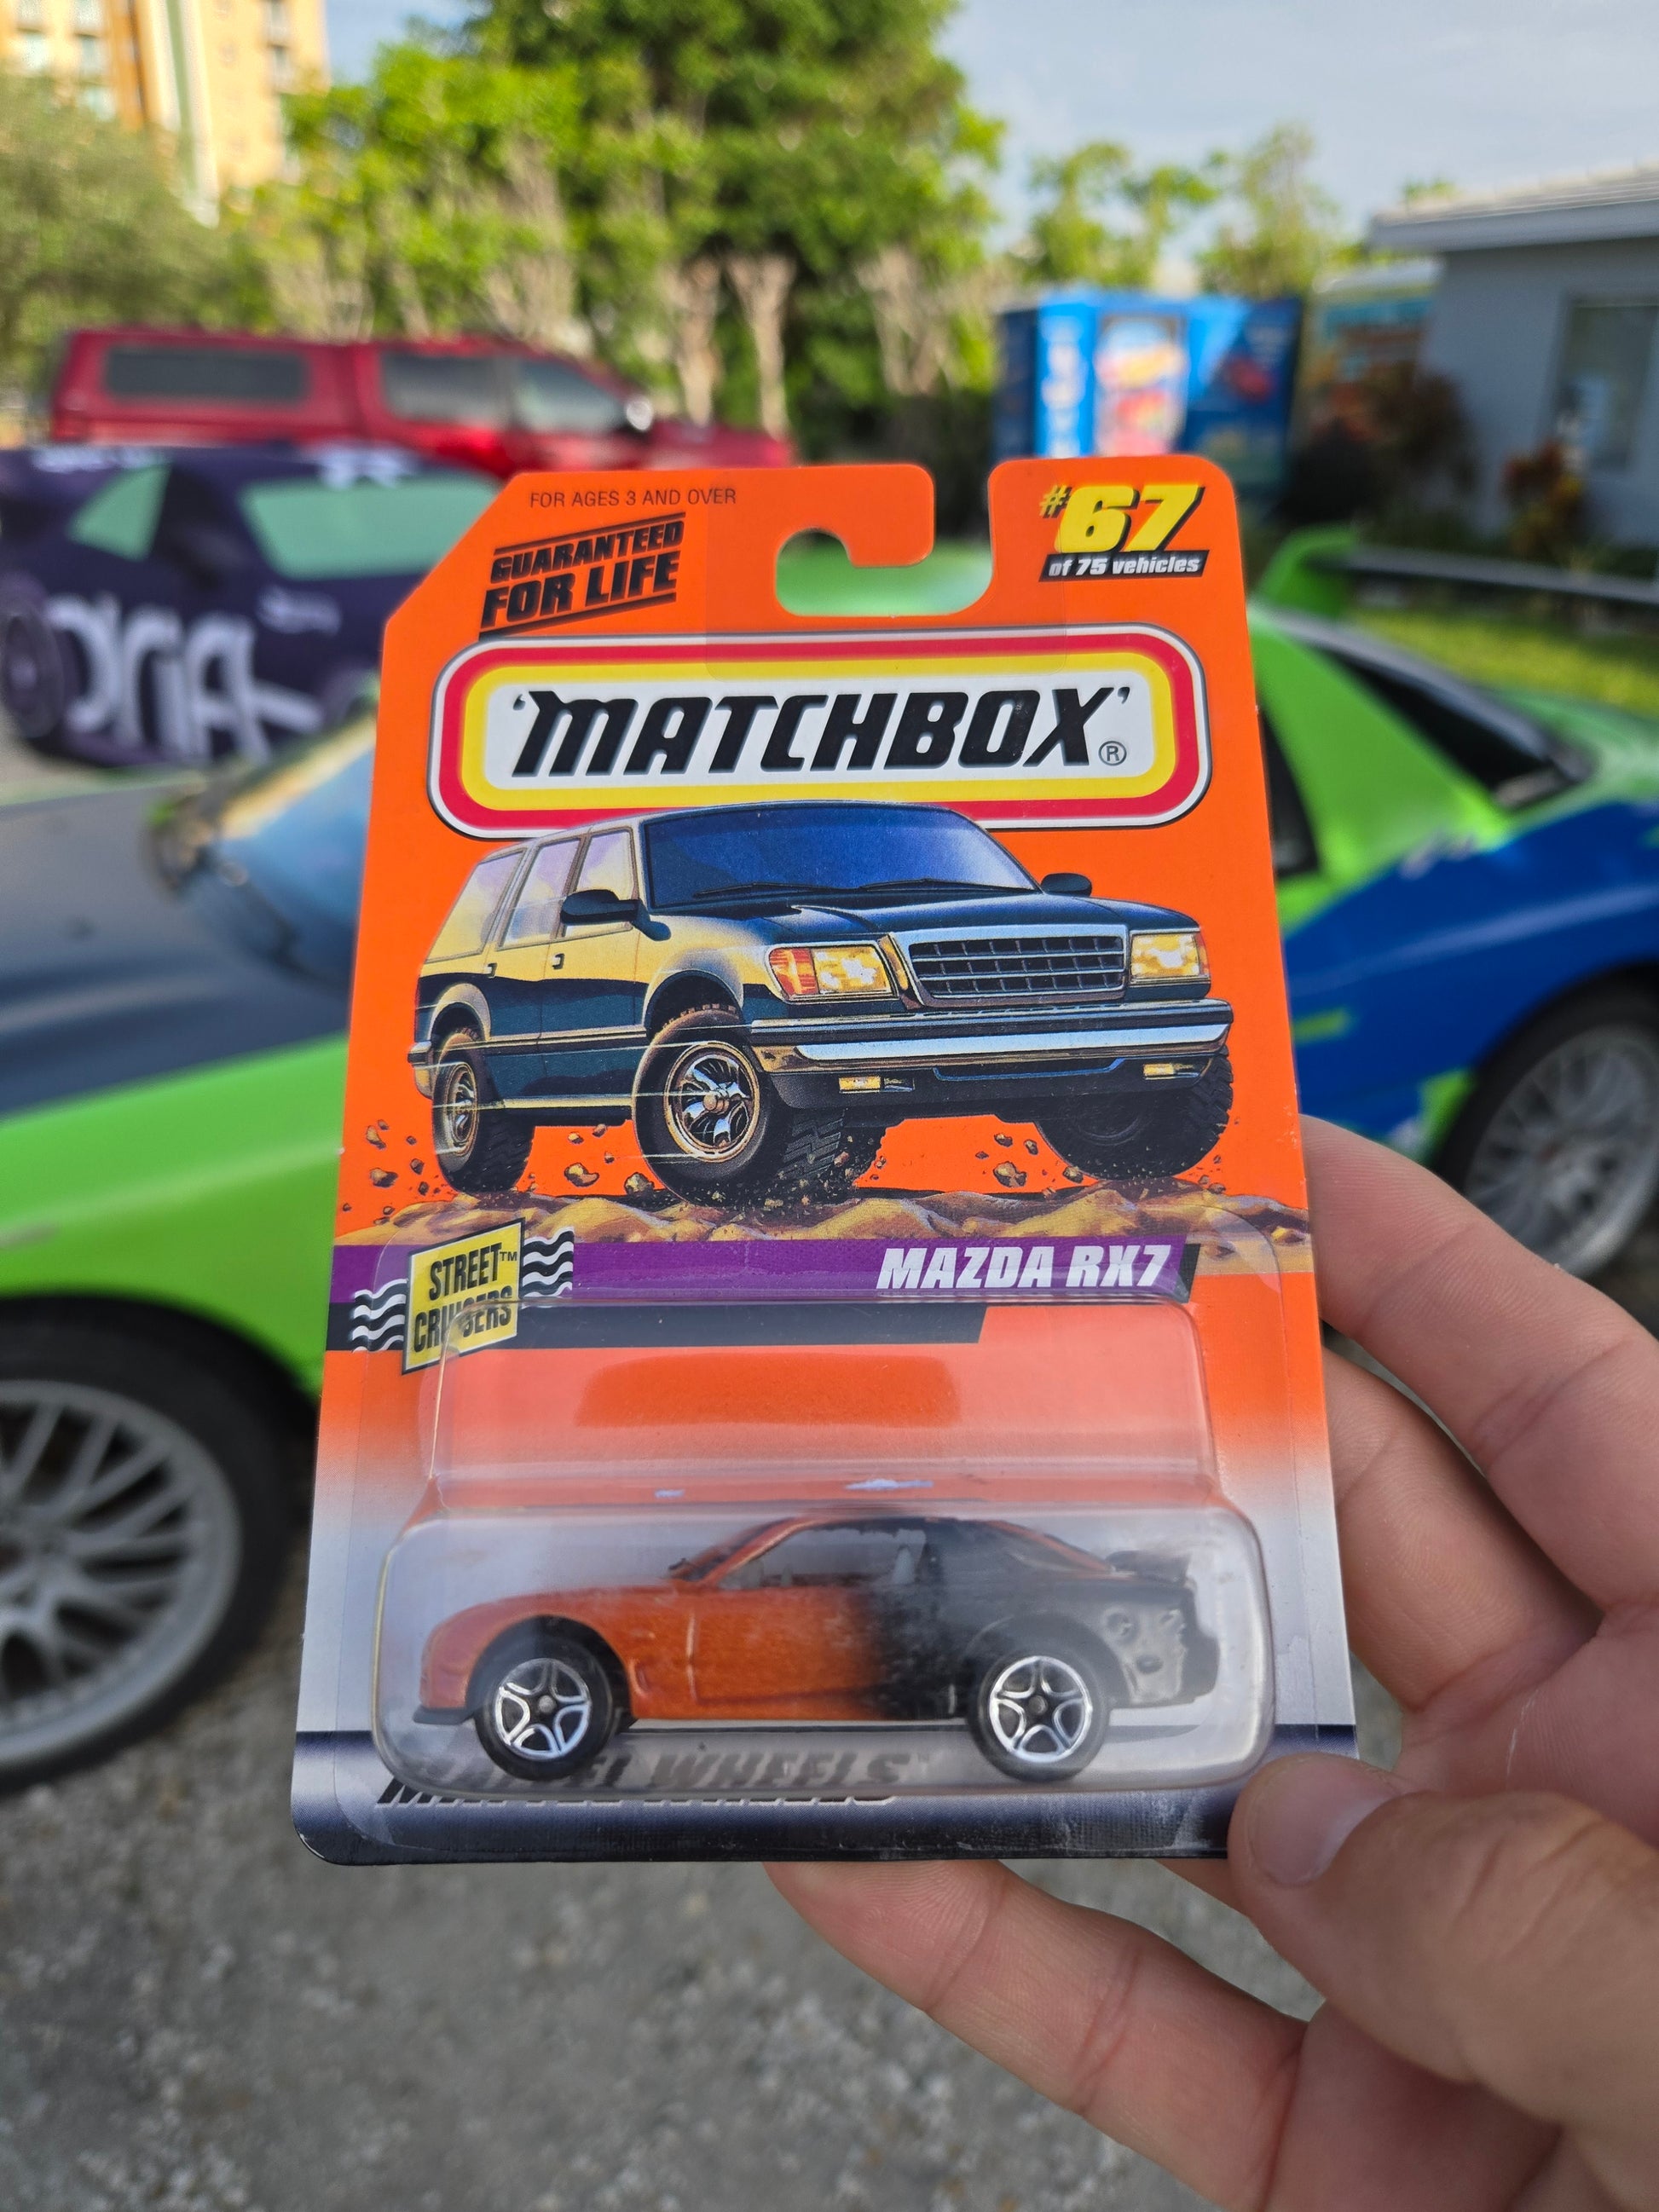 FOR AGES 3 AND OVER
GUARANTEED
FOR LIFE
#67
of 75 vehicles
'MATCHBOX'®
STREET™
CRUISERS
MAZDA RX7